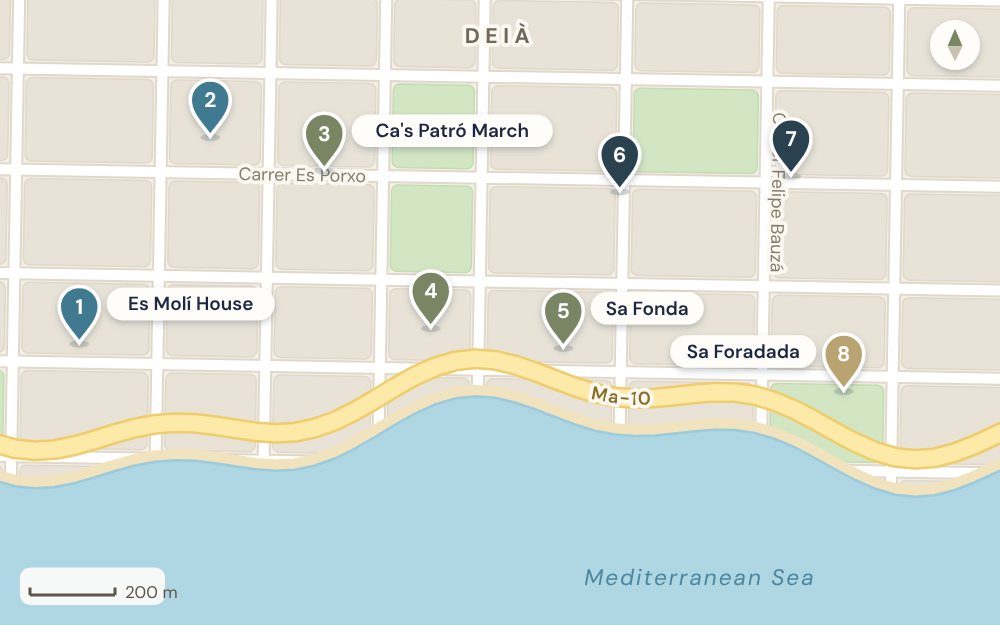 DEIÀ
2
3
Ca's Patró March
6
7
Carrer Es Porxo
Felipe Bauzá
1
Es Molí House
4
5
Sa Fonda
Sa Foradada
8
Ma-10
Mediterranean Sea
200 m